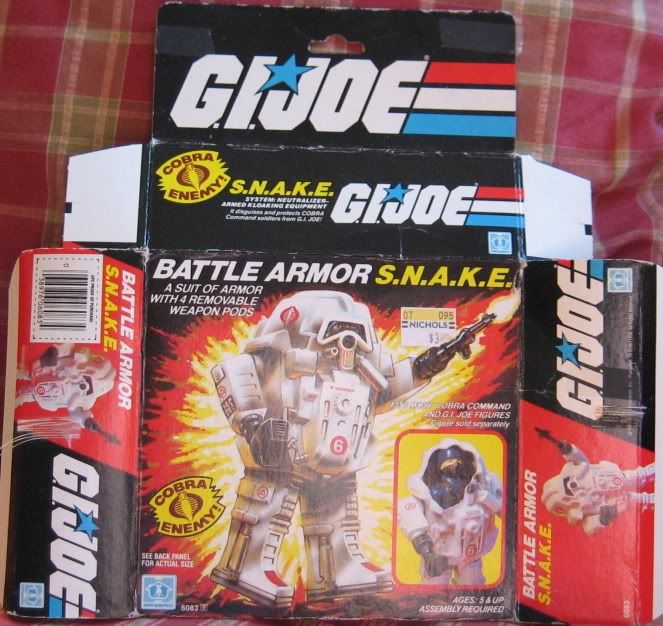 G.I.JOE
COBRA
ENEMY!
S.N.A.K.E.
SYSTEM: NEUTRALIZER-
ARMED KLOAKING EQUIPMENT
It disguises and protects COBRA
Command soldiers from G.I. JOE!
G.I.JOE
BATTLE ARMOR S.N.A.K.E.
A SUIT OF ARMOR
WITH 4 REMOVABLE
WEAPON PODS
07 095
NICHOLS
$3
MOST COBRA COMMAND
AND G.I. JOE FIGURES
Figure sold separately
6
COBRA
ENEMY!
SEE BACK PANEL
FOR ACTUAL SIZE
HASBRO
6083
AGES: 5 & UP
ASSEMBLY REQUIRED
BATTLE ARMOR
S.N.A.K.E.
G.I.JOE
G.I.JOE
BATTLE ARMOR
S.N.A.K.E.
6083